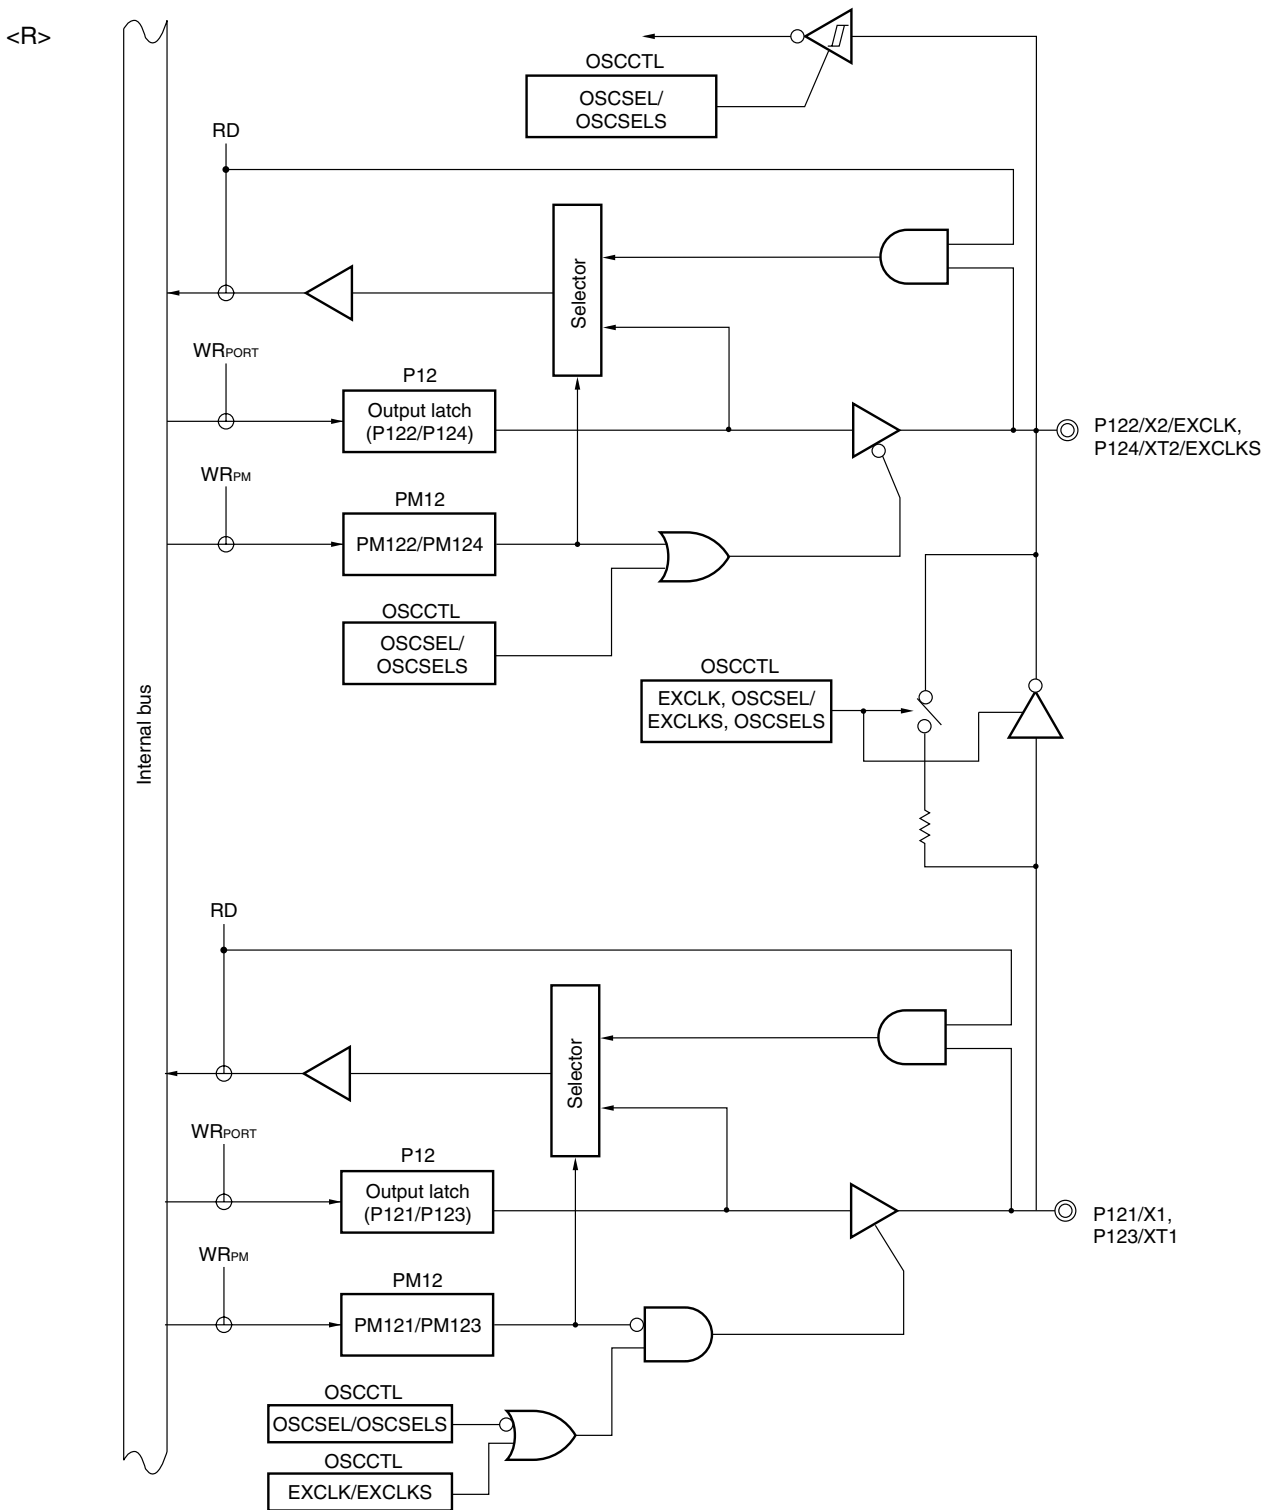 <R>
OSCCTL
OSCSEL/
OSCSELS
RD
Selector
WRPORT
P12
Output latch
(P122/P124)
P122/X2/EXCLK,
P124/XT2/EXCLKS
WRPM
PM12
PM122/PM124
OSCCTL
OSCSEL/
OSCSELS
OSCCTL
EXCLK, OSCSEL/
EXCLKS, OSCSELS
Internal bus
RD
Selector
WRPORT
P12
Output latch
(P121/P123)
P121/X1,
P123/XT1
WRPM
PM12
PM121/PM123
OSCCTL
OSCSEL/OSCSELS
OSCCTL
EXCLK/EXCLKS